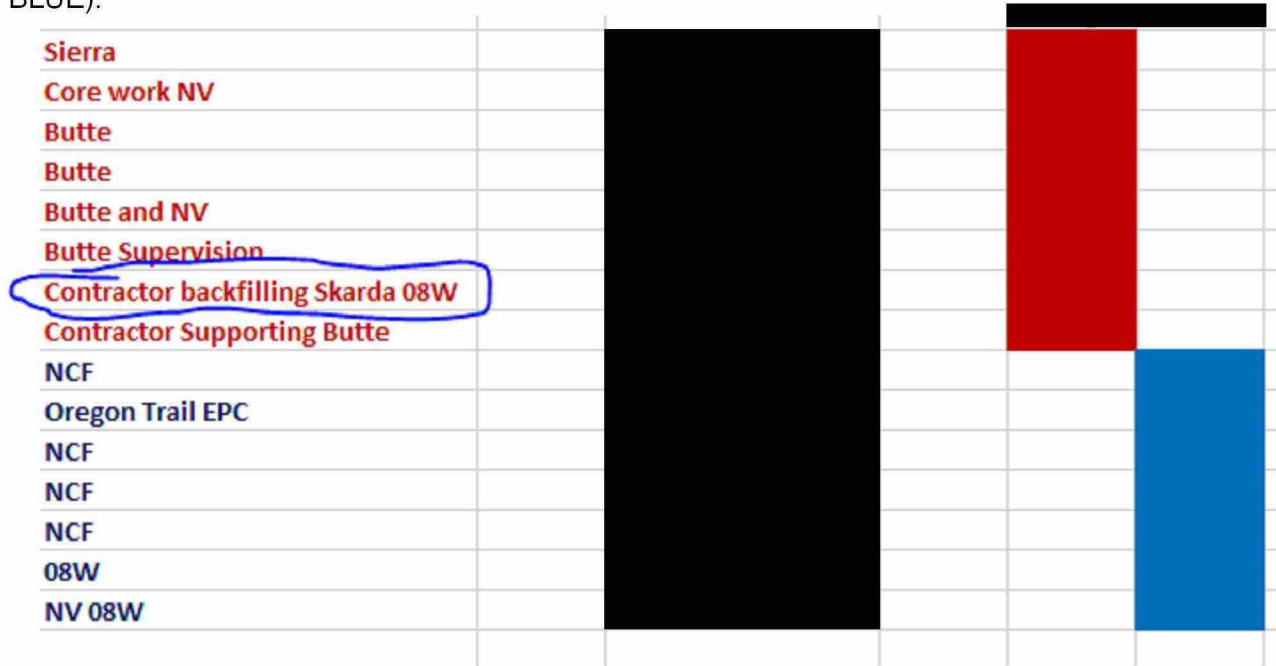 BLUE):
Sierra
Core work NV
Butte
Butte
Butte and NV
Butte Supervision
Contractor backfilling Skarda 08W
Contractor Supporting Butte
NCF
Oregon Trail EPC
NCF
NCF
NCF
08W
NV 08W